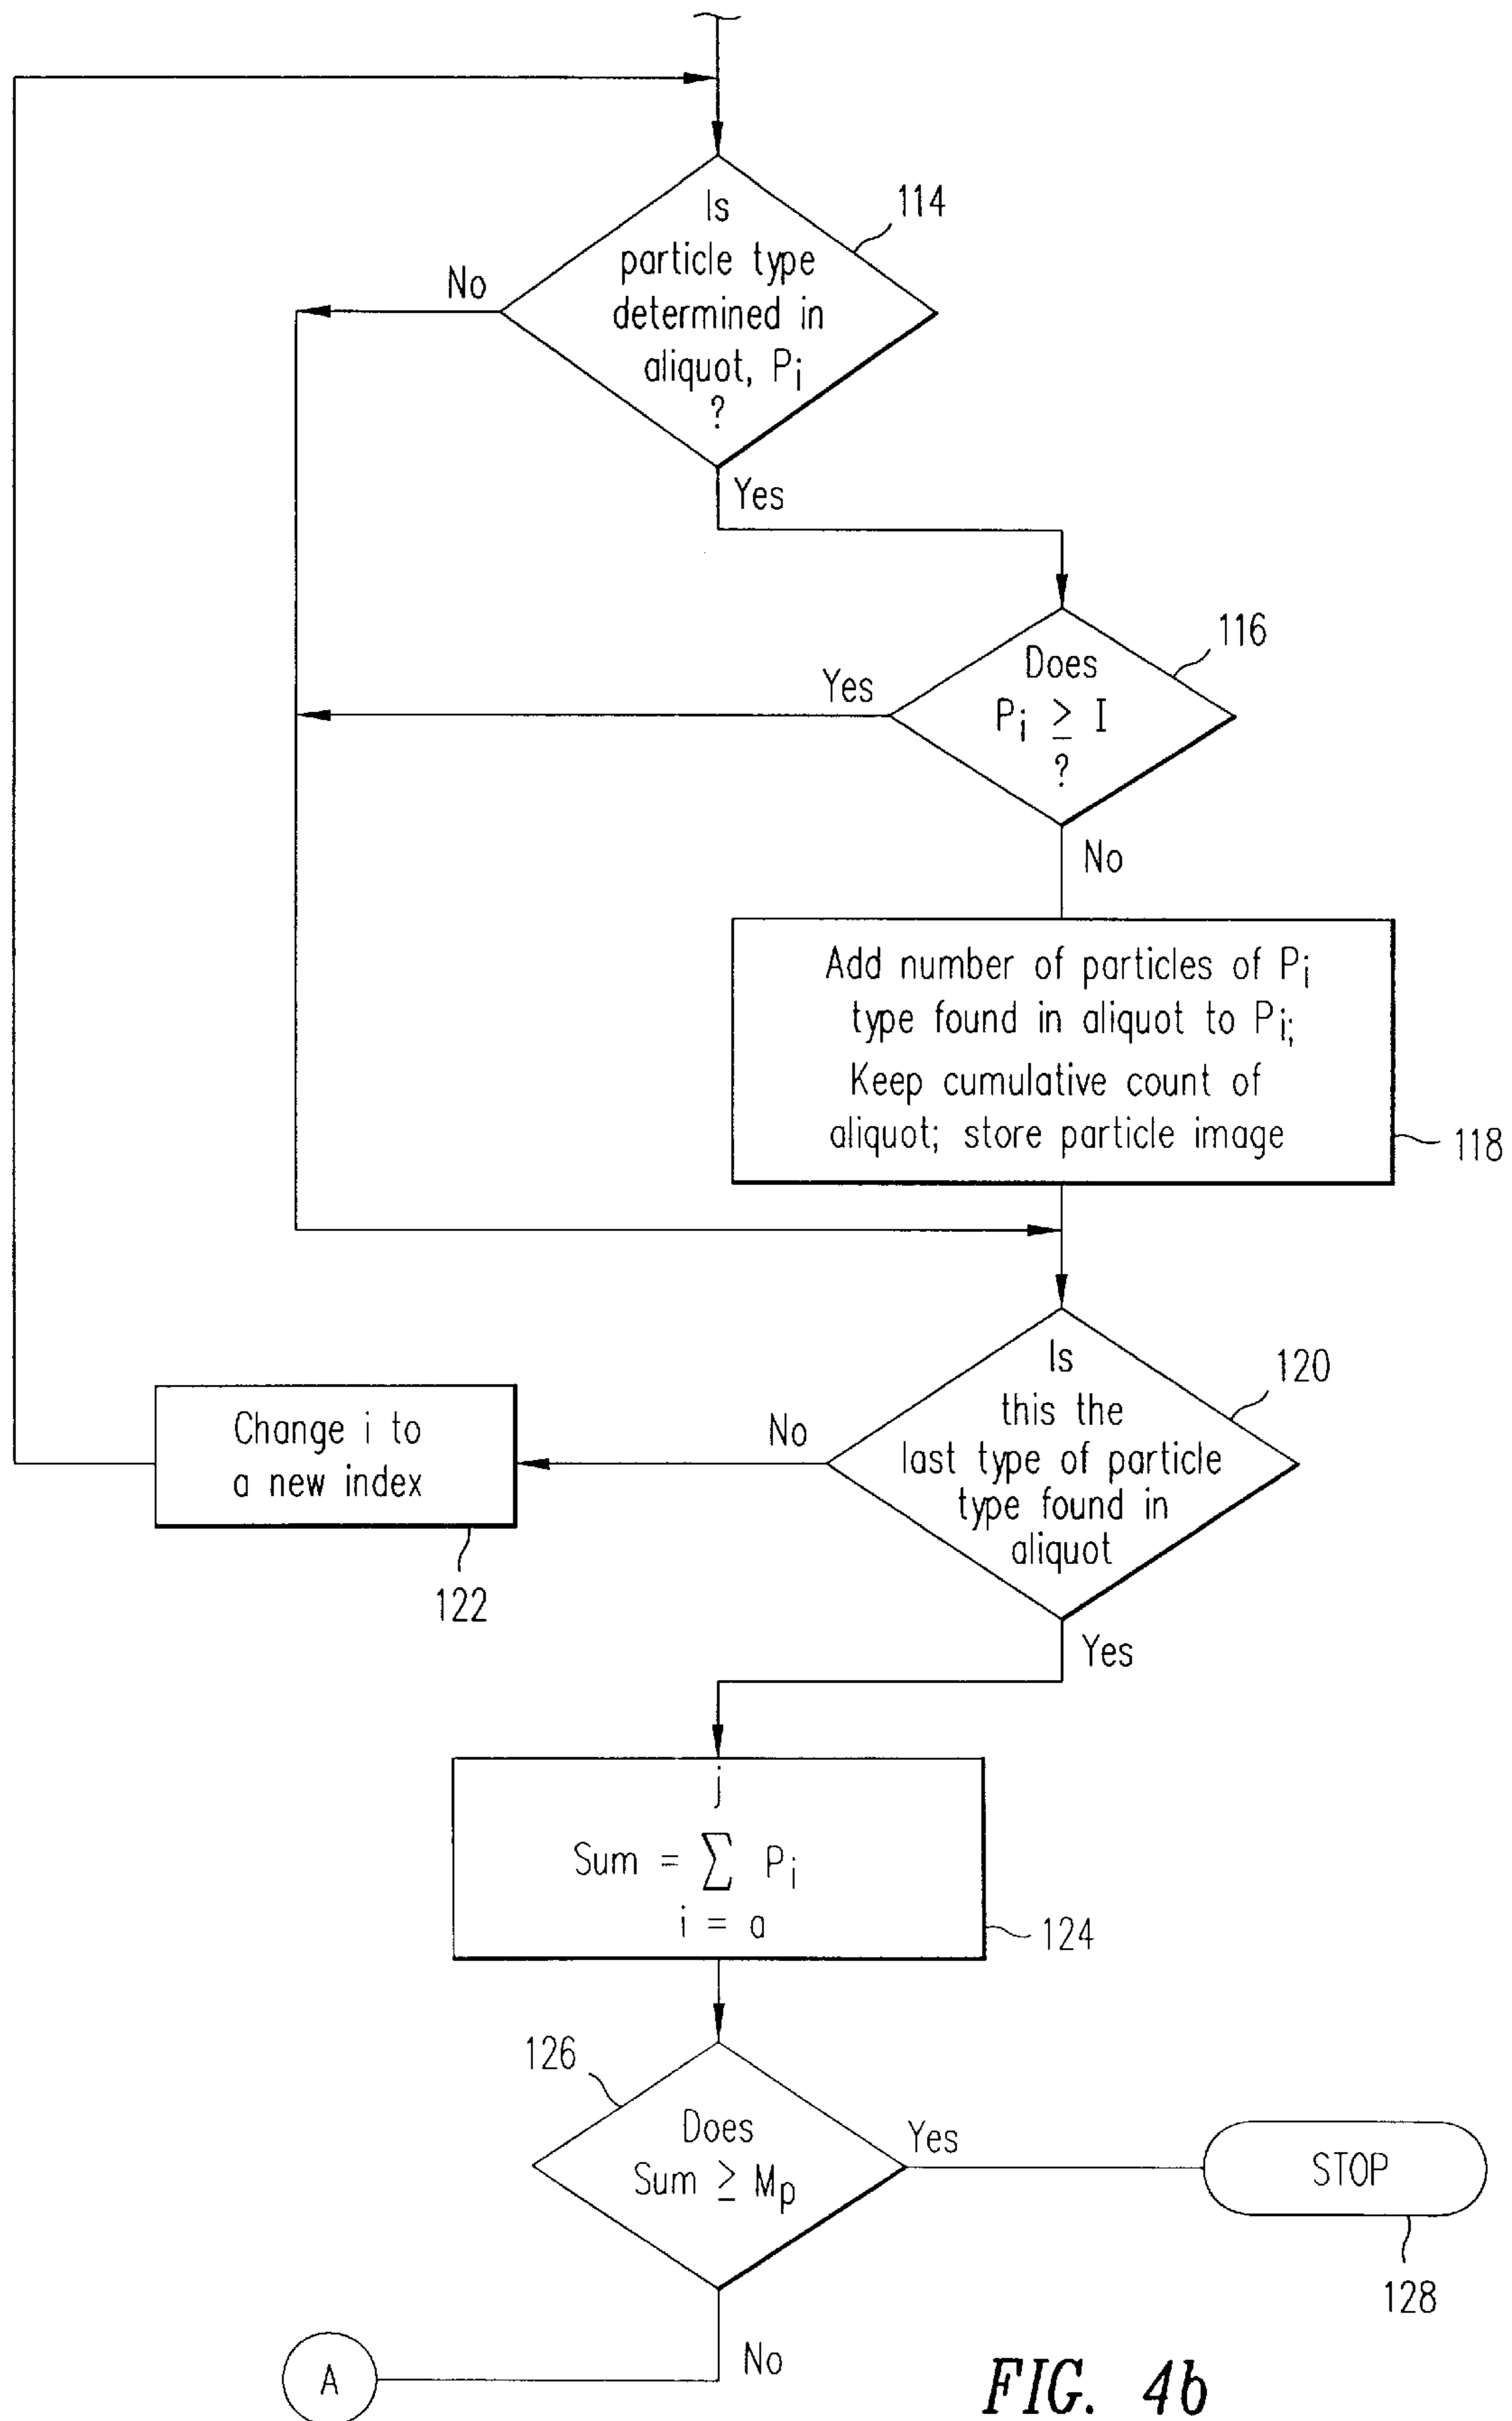 Is
particle type
determined in
aliquot, Pi
?
114
No
Yes
Does
Pi ≥ I
?
116
Yes
No
Add number of particles of Pi
type found in aliquot to Pi;
Keep cumulative count of
aliquot; store particle image
118
Is
this the
last type of particle
type found in
aliquot
120
No
Change i to
a new index
122
Yes
j
Sum = ∑ Pi
i = a
124
126
Does
Sum ≥ Mp
Yes
STOP
128
No
A
FIG. 4b